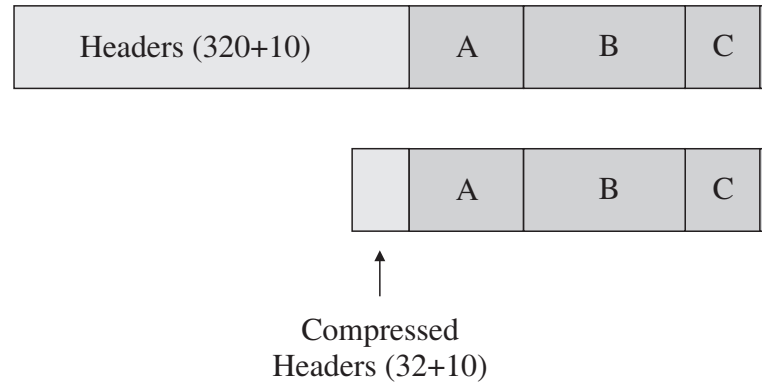 Headers (320+10) A B C
A B C
Compressed
Headers (32+10)